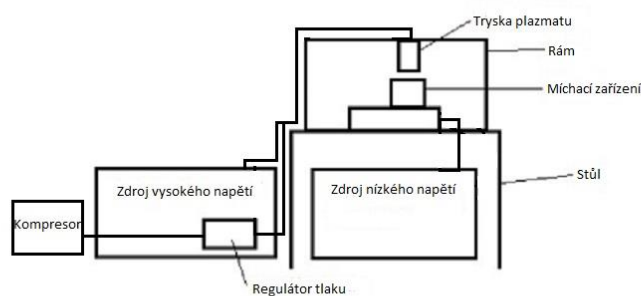 Tryska plazmatu
Rám
Míchací zařízení
Stůl
Zdroj vysokého napětí
Zdroj nízkého napětí
Kompresor
Regulátor tlaku